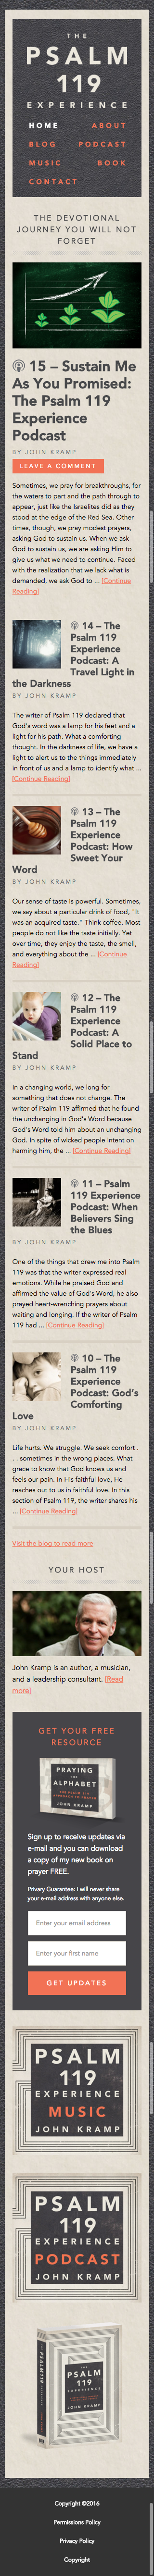 THE
PSALM
119
EXPERIENCE
HOME ABOUT
BLOG PODCAST
MUSIC BOOK
CONTACT
THE DEVOTIONAL
JOURNEY YOU WILL NOT
FORGET
15 – Sustain Me
As You Promised:
The Psalm 119
Experience
Podcast
BY JOHN KRAMP
LEAVE A COMMENT
Sometimes, we pray for breakthroughs, for
the waters to part and the path through to
appear, just like the Israelites did as they
stood at the edge of the Red Sea. Other
times, though, we pray modest prayers,
asking God to sustain us. When we ask
God to sustain us, we are asking Him to
give us what we need to continue. Faced
with the realization that we lack what is
demanded, we ask God to ... [Continue
Reading]
14 – The
Psalm 119
Experience
Podcast: A
Travel Light in
the Darkness
BY JOHN KRAMP
The writer of Psalm 119 declared that
God's word was a lamp for his feet and a
light for his path. What a comforting
thought. In the darkness of life, we have a
light to alert us to the things immediately
in front of us and a lamp to identify what ...
[Continue Reading]
13 – The
Psalm 119
Experience
Podcast: How
Sweet Your
Word
BY JOHN KRAMP
Our sense of taste is powerful. Sometimes,
we say about a particular drink of food, "It
was an acquired taste." Think coffee. Most
people do not like the taste initially. Yet
over time, they enjoy the taste, the smell,
and everything about the ... [Continue
Reading]
12 – The
Psalm 119
Experience
Podcast: A
Solid Place to
Stand
BY JOHN KRAMP
In a changing world, we long for
something that does not change. The
writer of Psalm 119 affirmed that he found
the unchanging in God's Word because
God's Word told him about an unchanging
God. In spite of wicked people intent on
harming him, the ... [Continue Reading]
11 – Psalm
119 Experience
Podcast: When
Believers Sing
the Blues
BY JOHN KRAMP
One of the things that drew me into Psalm
119 was that the writer expressed real
emotions. While he praised God and
affirmed the value of God's Word, he also
prayed heart-wrenching prayers about
waiting and longing. If the writer of Psalm
119 had ... [Continue Reading]
10 – The
Psalm 119
Experience
Podcast: God's
Comforting
Love
BY JOHN KRAMP
Life hurts. We struggle. We seek comfort .
. . sometimes in the wrong places. What
grace to know that God knows us and
feels our pain. In His faithful love, He
reaches out to us in faithful love. In this
section of Psalm 119, the writer shares his
... [Continue Reading]
Visit the blog to read more
YOUR HOST
John Kramp is an author, a musician,
and a leadership consultant. [Read
more]
GET YOUR FREE
RESOURCE
PRAYING
THE
ALPHABET
JOHN KRAMP
Sign up to receive updates via
e-mail and you can download
a copy of my new book on
prayer FREE.
Privacy Guarantee: I will never share
your e-mail address with anyone else.
Enter your email address
Enter your first name
GET UPDATES
THE
PSALM
119
EXPERIENCE
MUSIC
JOHN KRAMP
THE
PSALM
119
EXPERIENCE
PODCAST
JOHN KRAMP
THE
PSALM
119
EXPERIENCE
JOHN KRAMP
Copyright ©2016
Permissions Policy
Privacy Policy
Copyright